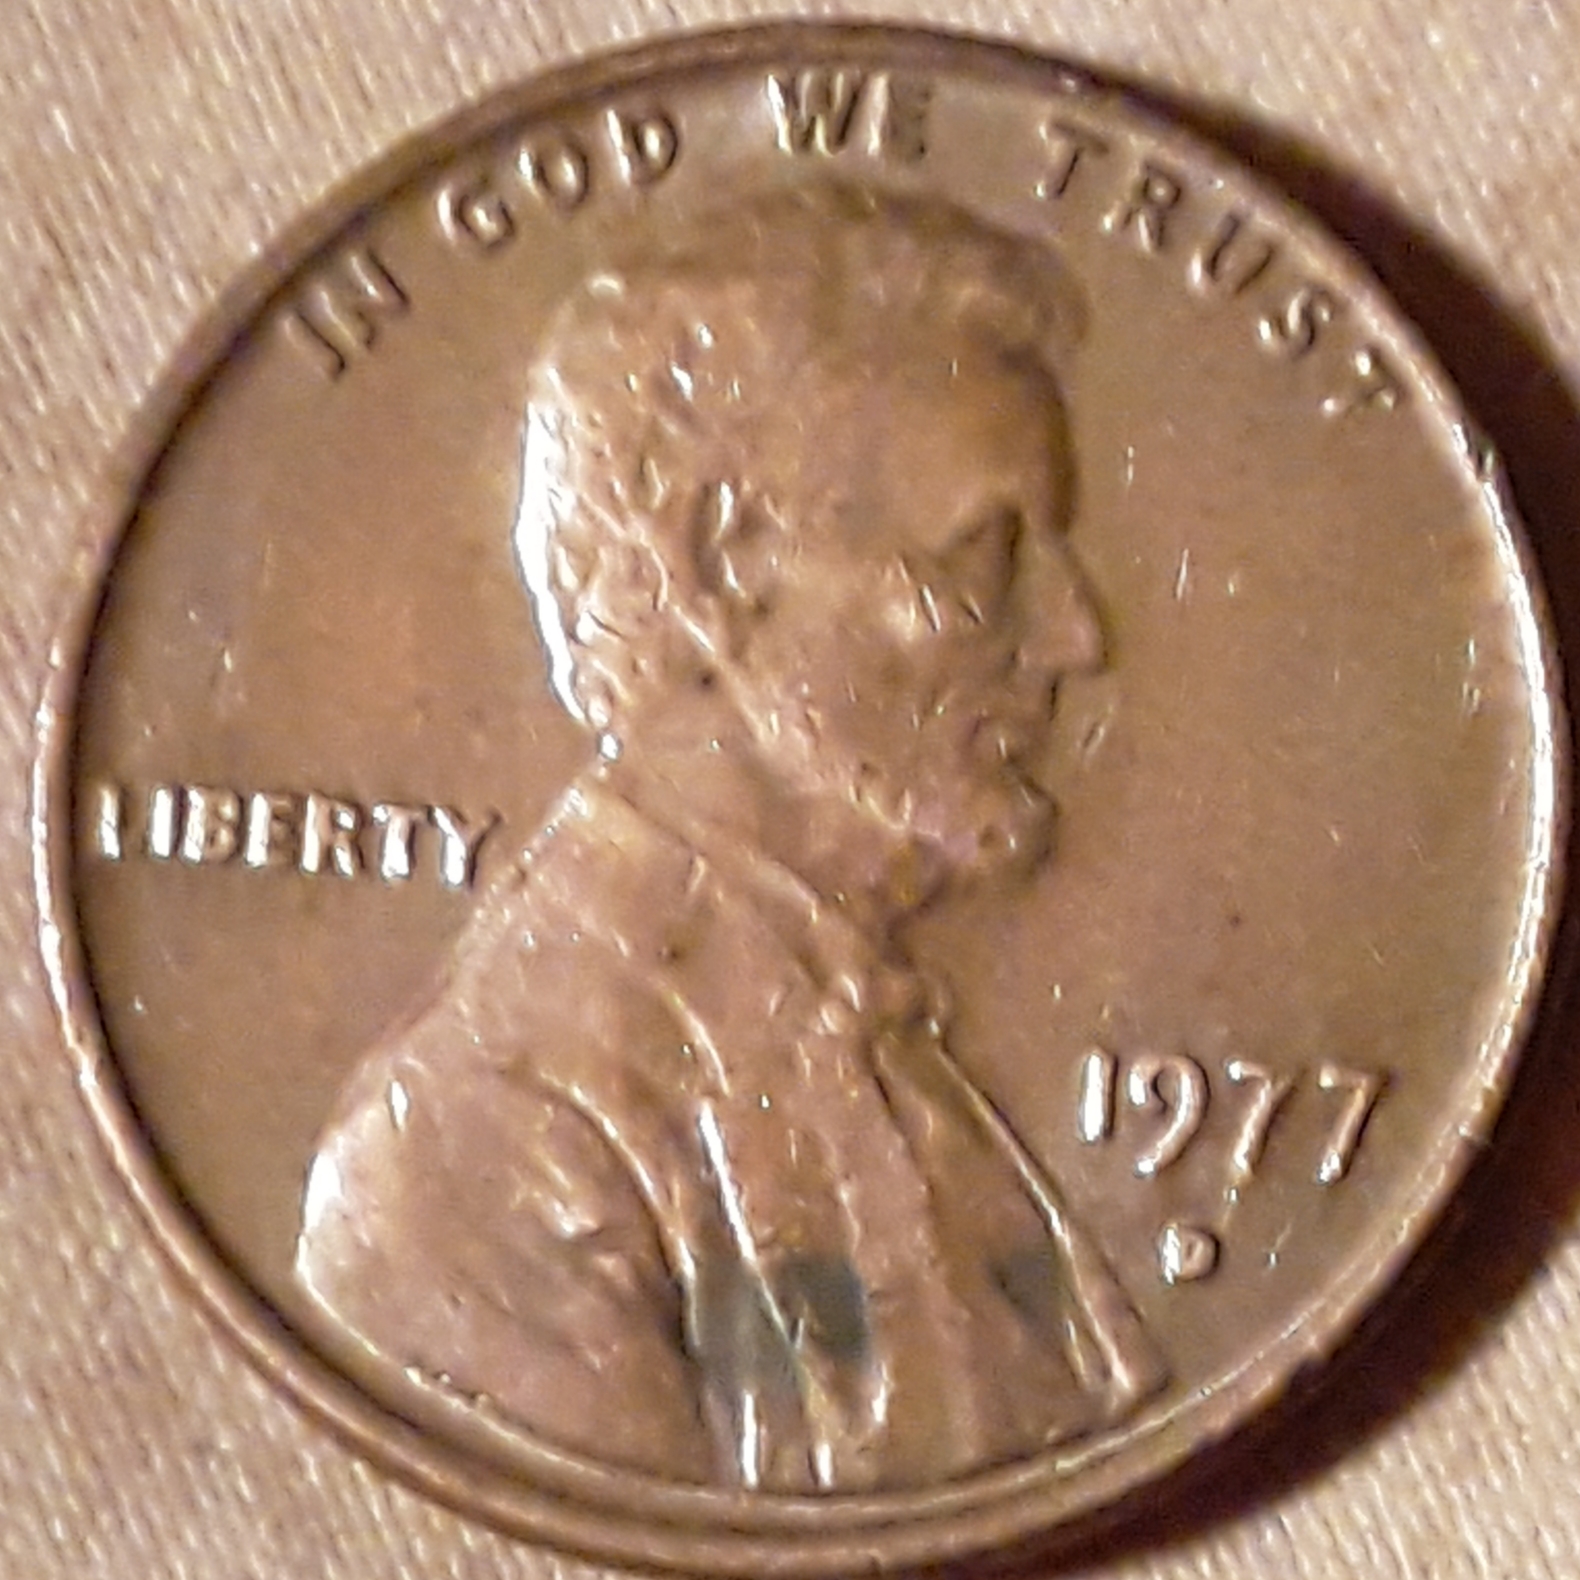 IN GOD WE TRUST
LIBERTY
1977
D